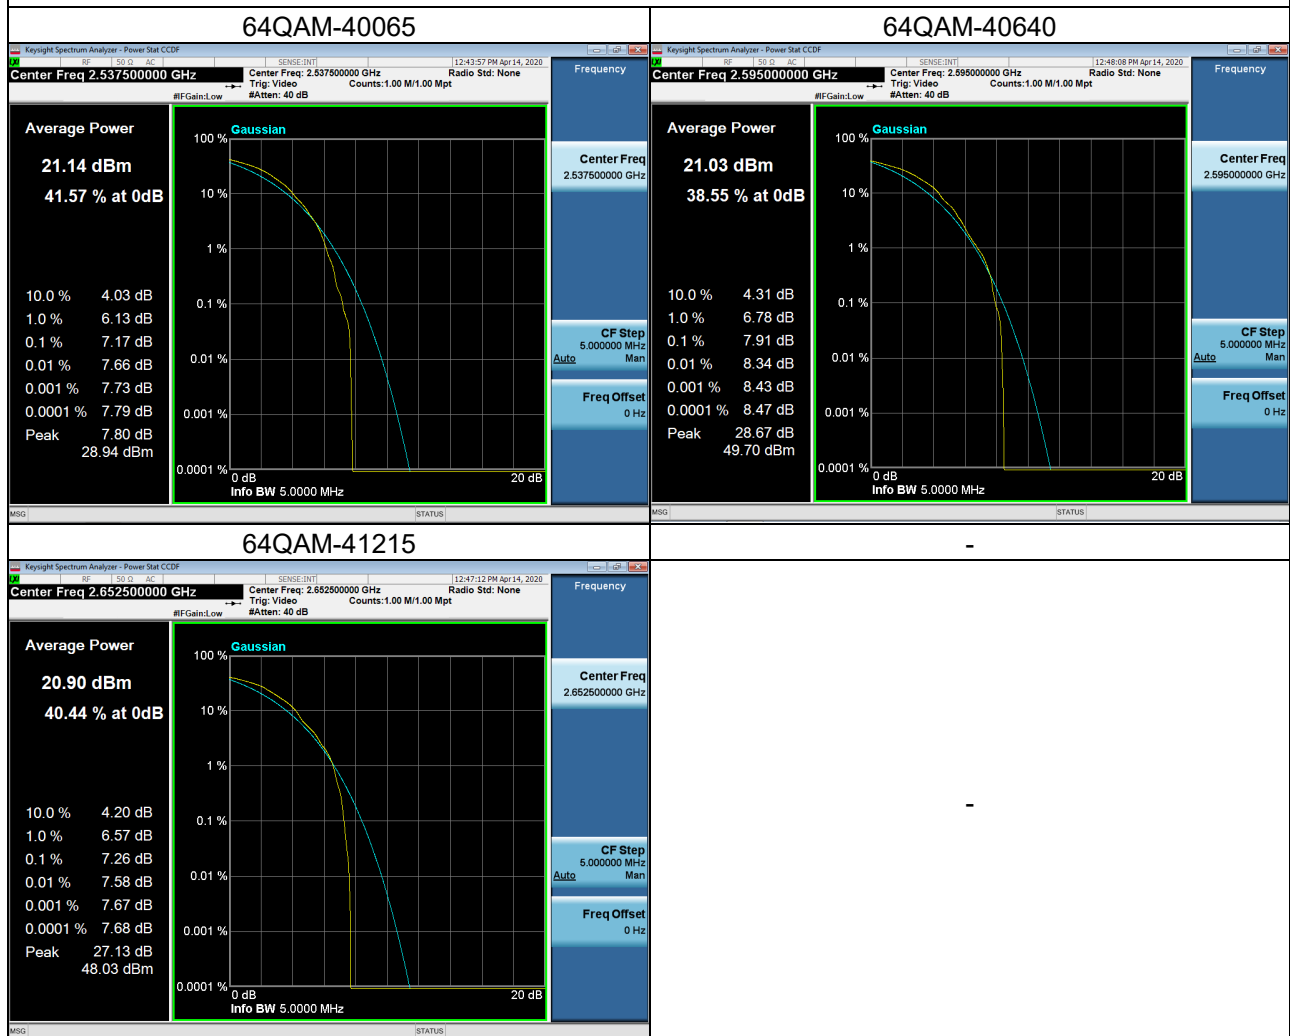 64QAM-40065
Keysight Spectrum Analyzer - Power Stat CCDF
LXI RF 50 Ω AC SENSE:INT 12:43:57 PM Apr 14, 2020
Center Freq 2.537500000 GHz
Center Freq: 2.537500000 GHz Radio Std: None
Trig: Video Counts:1.00 M/1.00 Mpt
#IFGain:Low #Atten: 40 dB
Average Power
21.14 dBm
41.57 % at 0dB
10.0 % 4.03 dB
1.0 % 6.13 dB
0.1 % 7.17 dB
0.01 % 7.66 dB
0.001 % 7.73 dB
0.0001 % 7.79 dB
Peak 7.80 dB
28.94 dBm
Gaussian
100 %
10 %
1 %
0.1 %
0.01 %
0.001 %
0.0001 %
0 dB 20 dB
Info BW 5.0000 MHz
Frequency
Center Freq
2.537500000 GHz
CF Step
5.000000 MHz
Auto Man
Freq Offset
0 Hz
MSG STATUS
64QAM-40640
Keysight Spectrum Analyzer - Power Stat CCDF
LXI RF 50 Ω AC SENSE:INT 12:48:08 PM Apr 14, 2020
Center Freq 2.595000000 GHz
Center Freq: 2.595000000 GHz Radio Std: None
Trig: Video Counts:1.00 M/1.00 Mpt
#IFGain:Low #Atten: 40 dB
Average Power
21.03 dBm
38.55 % at 0dB
10.0 % 4.31 dB
1.0 % 6.78 dB
0.1 % 7.91 dB
0.01 % 8.34 dB
0.001 % 8.43 dB
0.0001 % 8.47 dB
Peak 28.67 dB
49.70 dBm
Gaussian
100 %
10 %
1 %
0.1 %
0.01 %
0.001 %
0.0001 %
0 dB 20 dB
Info BW 5.0000 MHz
Frequency
Center Freq
2.595000000 GHz
CF Step
5.000000 MHz
Auto Man
Freq Offset
0 Hz
MSG STATUS
64QAM-41215
Keysight Spectrum Analyzer - Power Stat CCDF
LXI RF 50 Ω AC SENSE:INT 12:47:12 PM Apr 14, 2020
Center Freq 2.652500000 GHz
Center Freq: 2.652500000 GHz Radio Std: None
Trig: Video Counts:1.00 M/1.00 Mpt
#IFGain:Low #Atten: 40 dB
Average Power
20.90 dBm
40.44 % at 0dB
10.0 % 4.20 dB
1.0 % 6.57 dB
0.1 % 7.26 dB
0.01 % 7.58 dB
0.001 % 7.67 dB
0.0001 % 7.68 dB
Peak 27.13 dB
48.03 dBm
Gaussian
100 %
10 %
1 %
0.1 %
0.01 %
0.001 %
0.0001 %
0 dB 20 dB
Info BW 5.0000 MHz
Frequency
Center Freq
2.652500000 GHz
CF Step
5.000000 MHz
Auto Man
Freq Offset
0 Hz
MSG STATUS
-
-